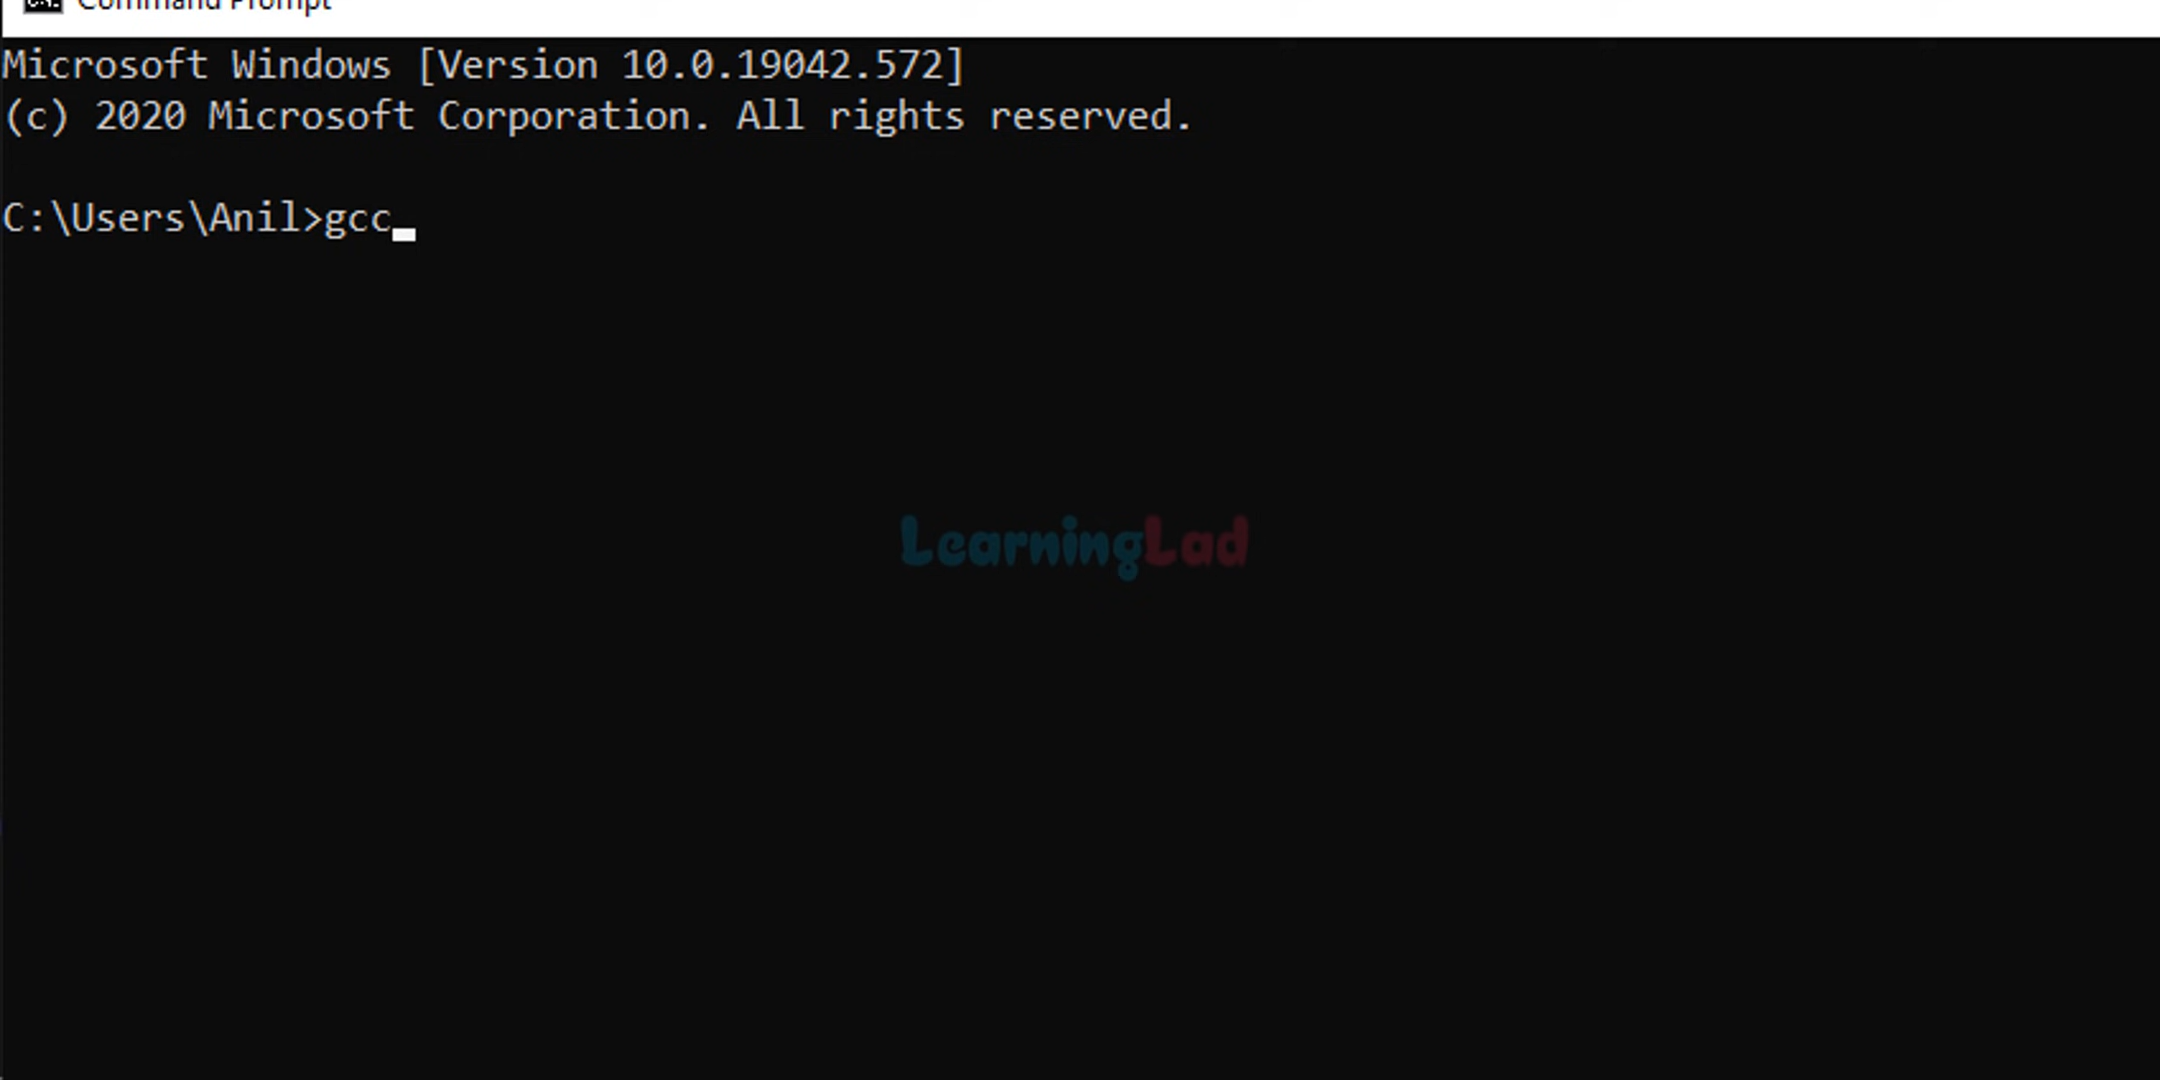 Command Prompt
Microsoft Windows [Version 10.0.19042.572]
(c) 2020 Microsoft Corporation. All rights reserved.
C:\Users\Anil>gcc
LearningLad